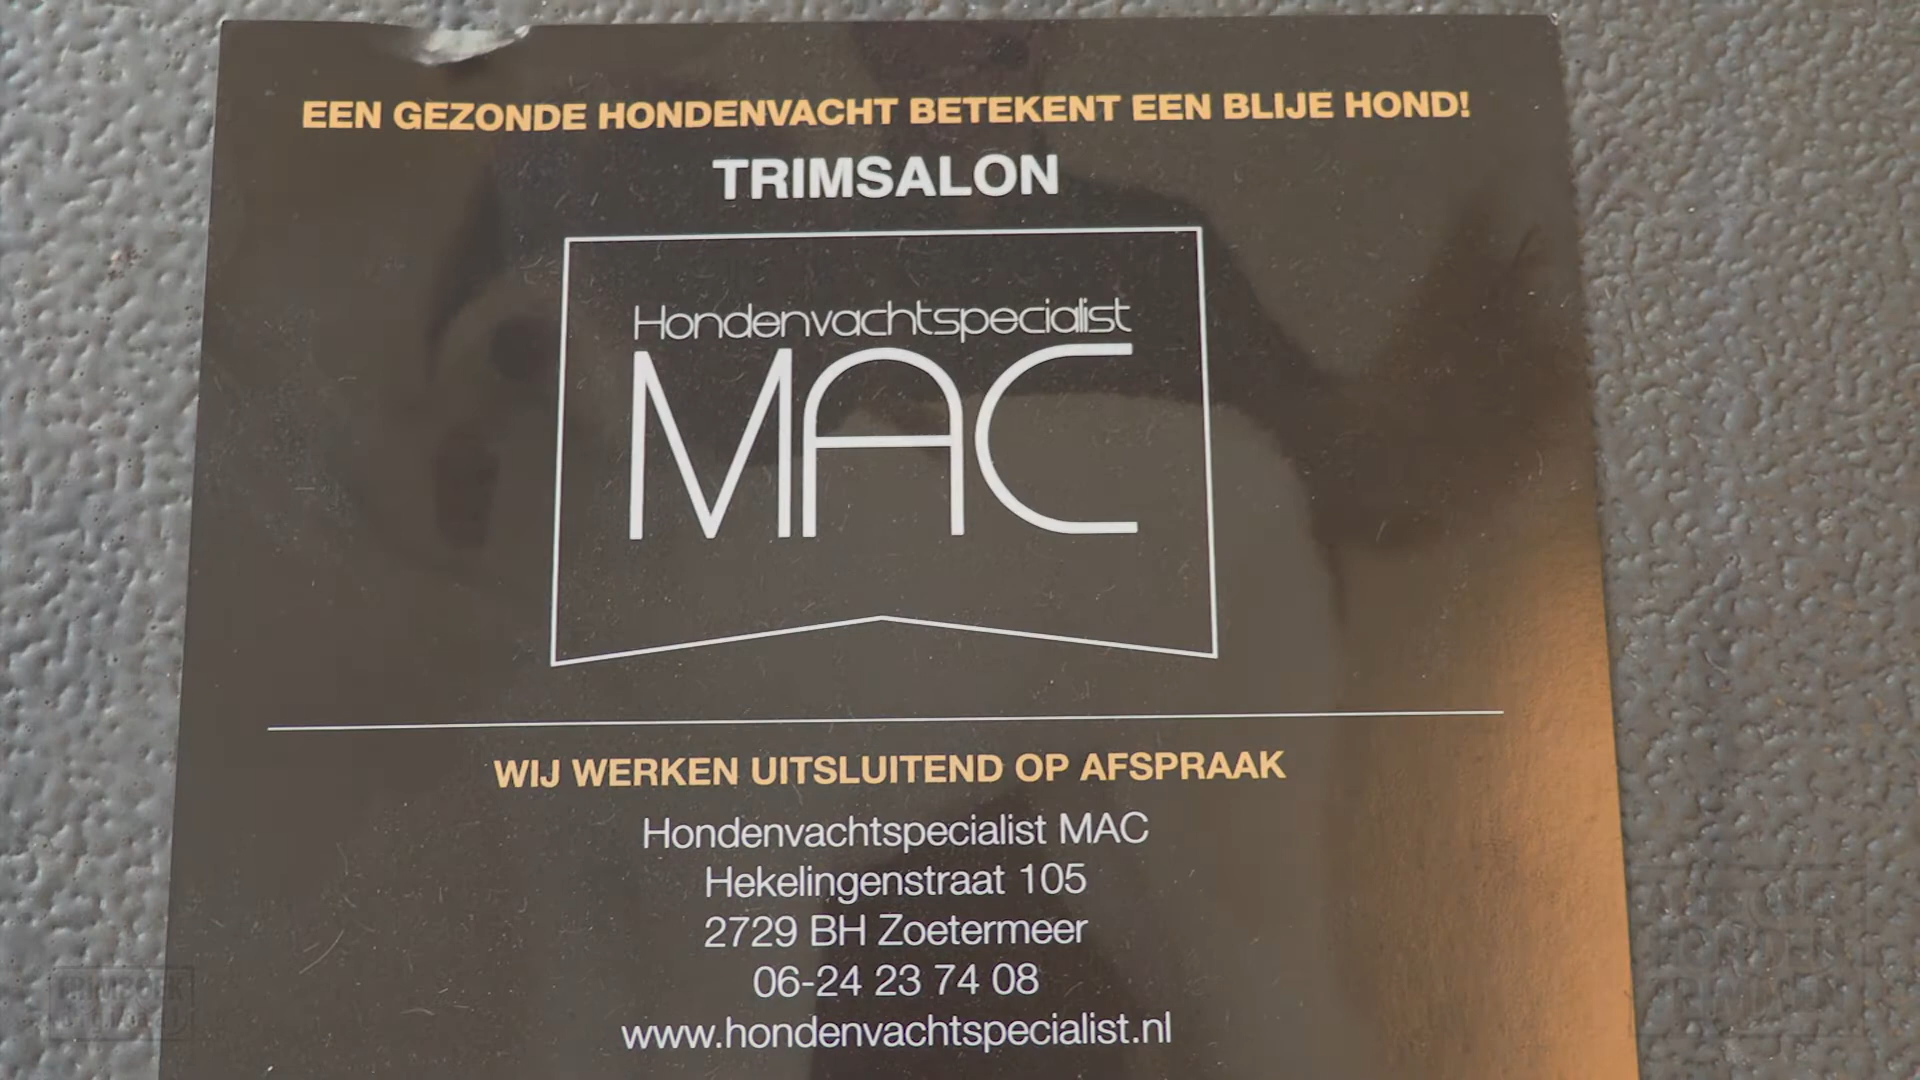 EEN GEZONDE HONDENVACHT BETEKENT EEN BLIJE HOND!
TRIMSALON
Hondenvachtspecialist
MAC
WIJ WERKEN UITSLUITEND OP AFSPRAAK
Hondenvachtspecialist MAC
Hekelingenstraat 105
2729 BH Zoetermeer
06-24 23 74 08
www.hondenvachtspecialist.nl